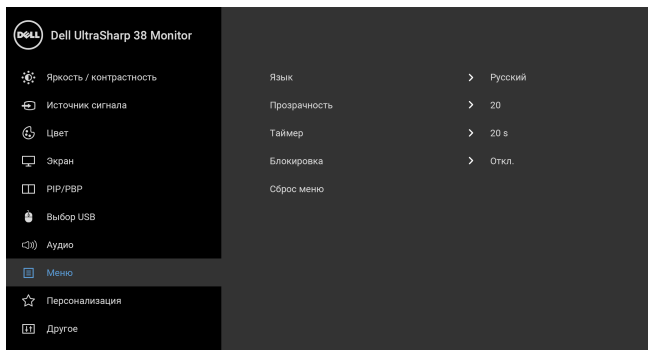 DELL Dell UltraSharp 38 Monitor
Яркость / контрастность
Источник сигнала
Цвет
Экран
PIP/PBP
Выбор USB
Аудио
Меню
Персонализация
Другое
Язык > Русский
Прозрачность > 20
Таймер > 20 s
Блокировка > Откл.
Сброс меню